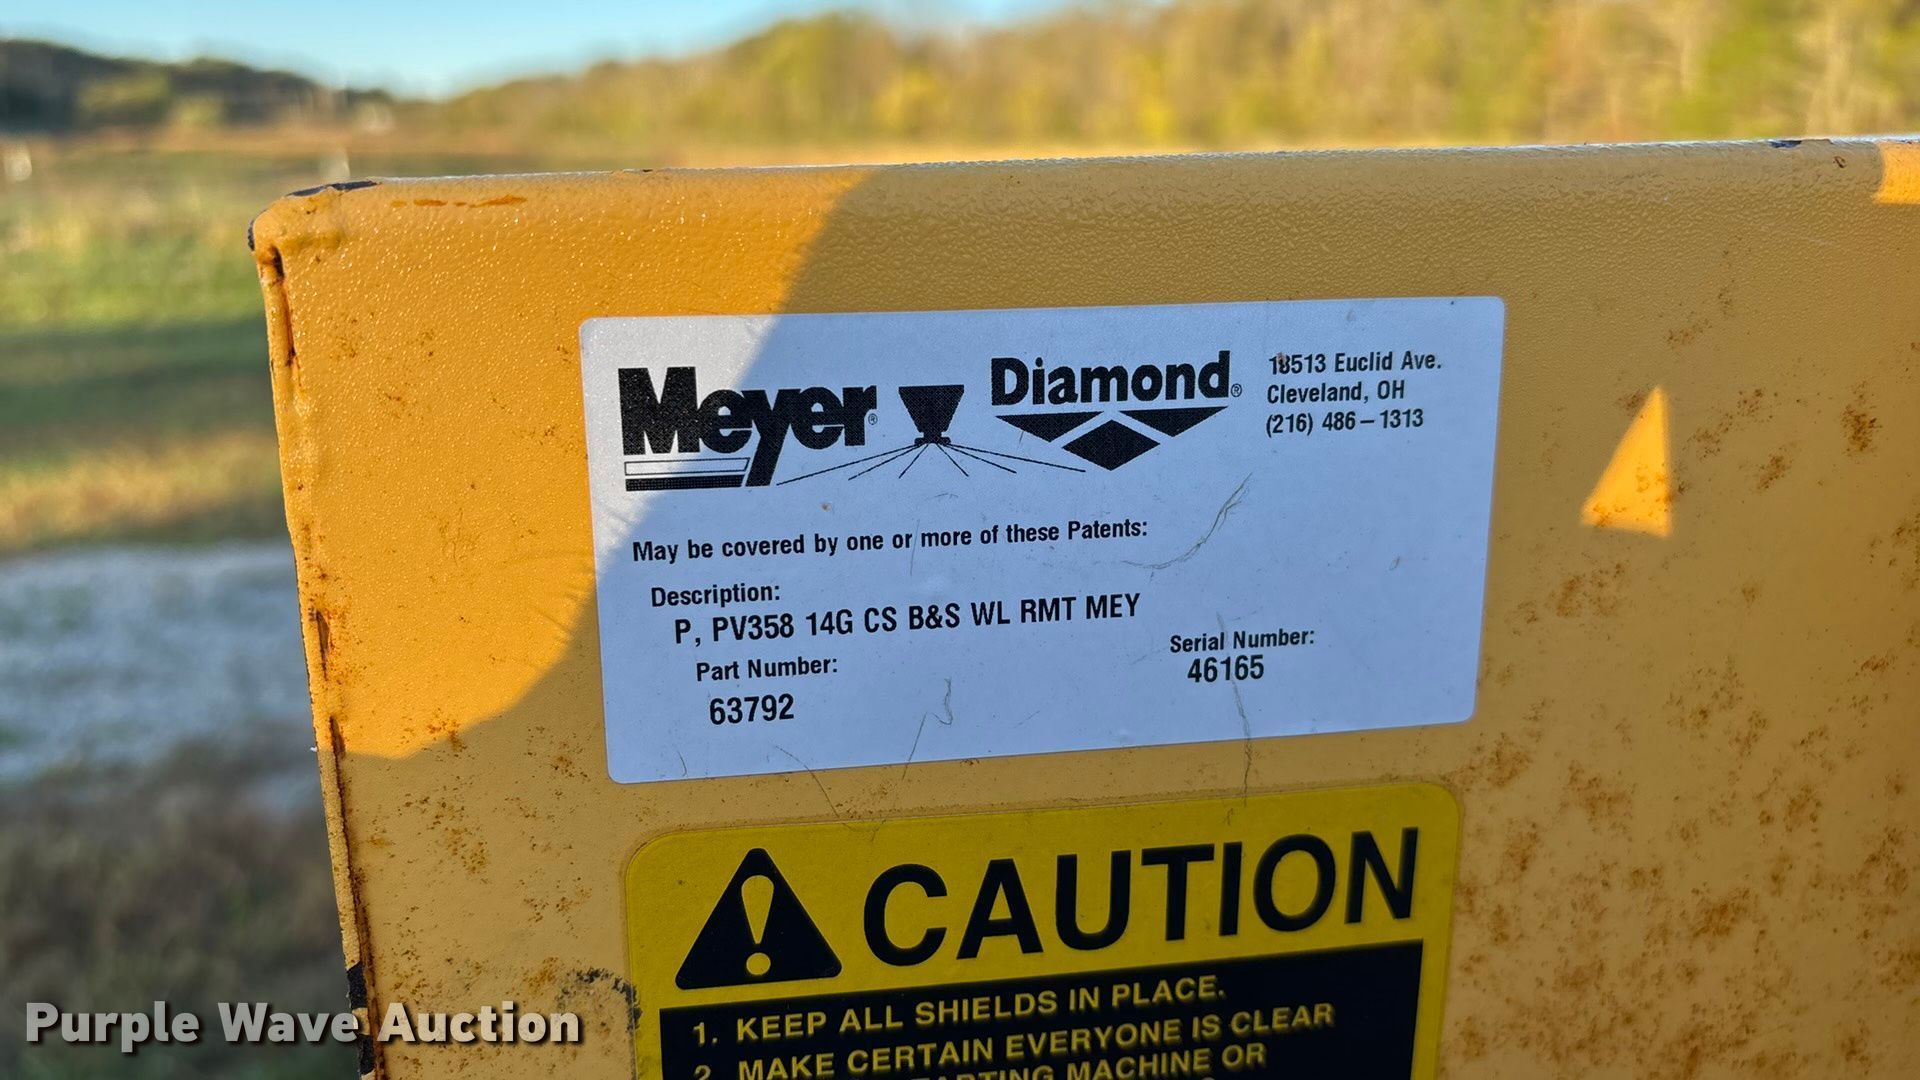 Meyer®
Diamond®
18513 Euclid Ave.
Cleveland, OH
(216) 486-1313
May be covered by one or more of these Patents:
Description:
P, PV358 14G CS B&S WL RMT MEY
Part Number:
63792
Serial Number:
46165
CAUTION
1. KEEP ALL SHIELDS IN PLACE.
2. MAKE CERTAIN EVERYONE IS CLEAR
MACHINE OR
Purple Wave Auction®